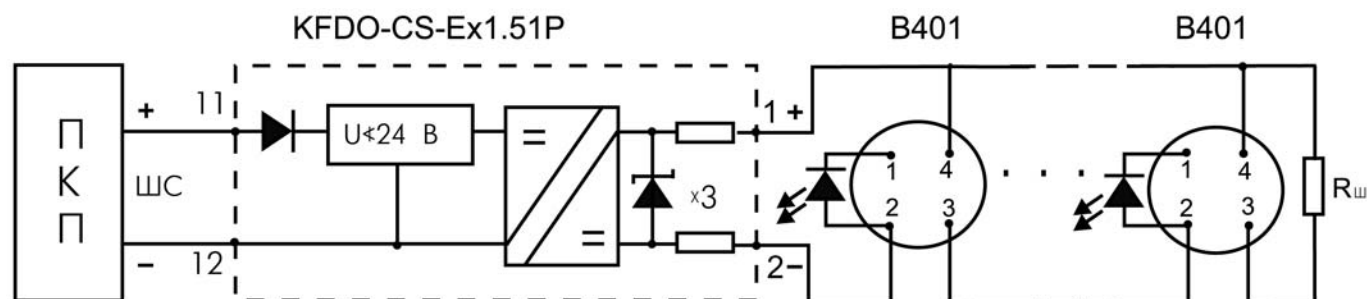 KFDO-CS-Ex1.51P B401 B401
+ 11 1 +
П
К
П
ШС
U<24 В
=
=
x3
1 4
2 3
. . .
1 4
2 3
Rш
– 12 2–